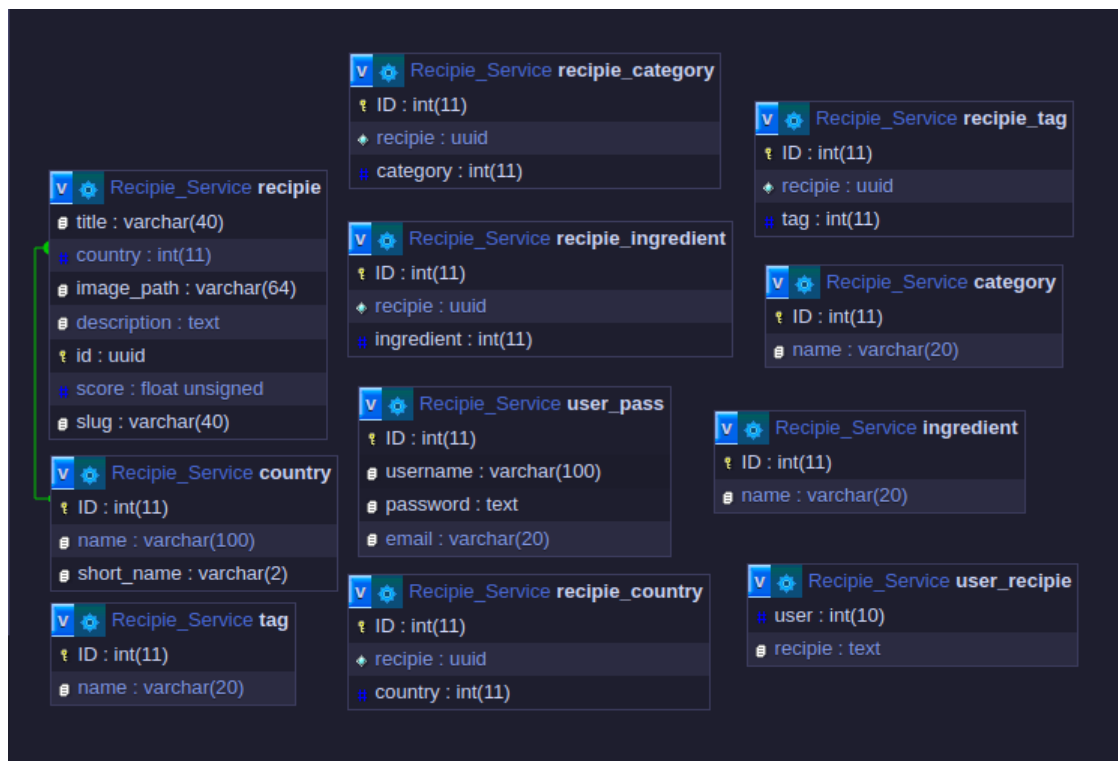 Recipie_Service recipie_category
ID : int(11)
recipie : uuid
category : int(11)
Recipie_Service recipie_tag
ID : int(11)
recipie : uuid
tag : int(11)
Recipie_Service recipie
title : varchar(40)
country : int(11)
image_path : varchar(64)
description : text
id : uuid
score : float unsigned
slug : varchar(40)
Recipie_Service recipie_ingredient
ID : int(11)
recipie : uuid
ingredient : int(11)
Recipie_Service category
ID : int(11)
name : varchar(20)
Recipie_Service user_pass
ID : int(11)
username : varchar(100)
password : text
email : varchar(20)
Recipie_Service ingredient
ID : int(11)
name : varchar(20)
Recipie_Service country
ID : int(11)
name : varchar(100)
short_name : varchar(2)
Recipie_Service recipie_country
ID : int(11)
recipie : uuid
country : int(11)
Recipie_Service user_recipie
user : int(10)
recipie : text
Recipie_Service tag
ID : int(11)
name : varchar(20)